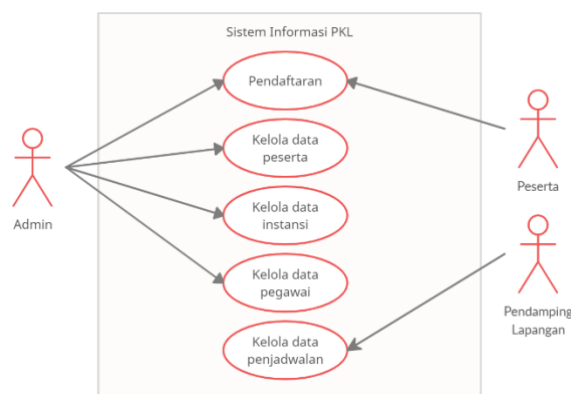 Sistem Informasi PKL
Pendaftaran
Kelola data
peserta
Kelola data
instansi
Kelola data
pegawai
Kelola data
penjadwalan
Admin
Peserta
Pendamping
Lapangan